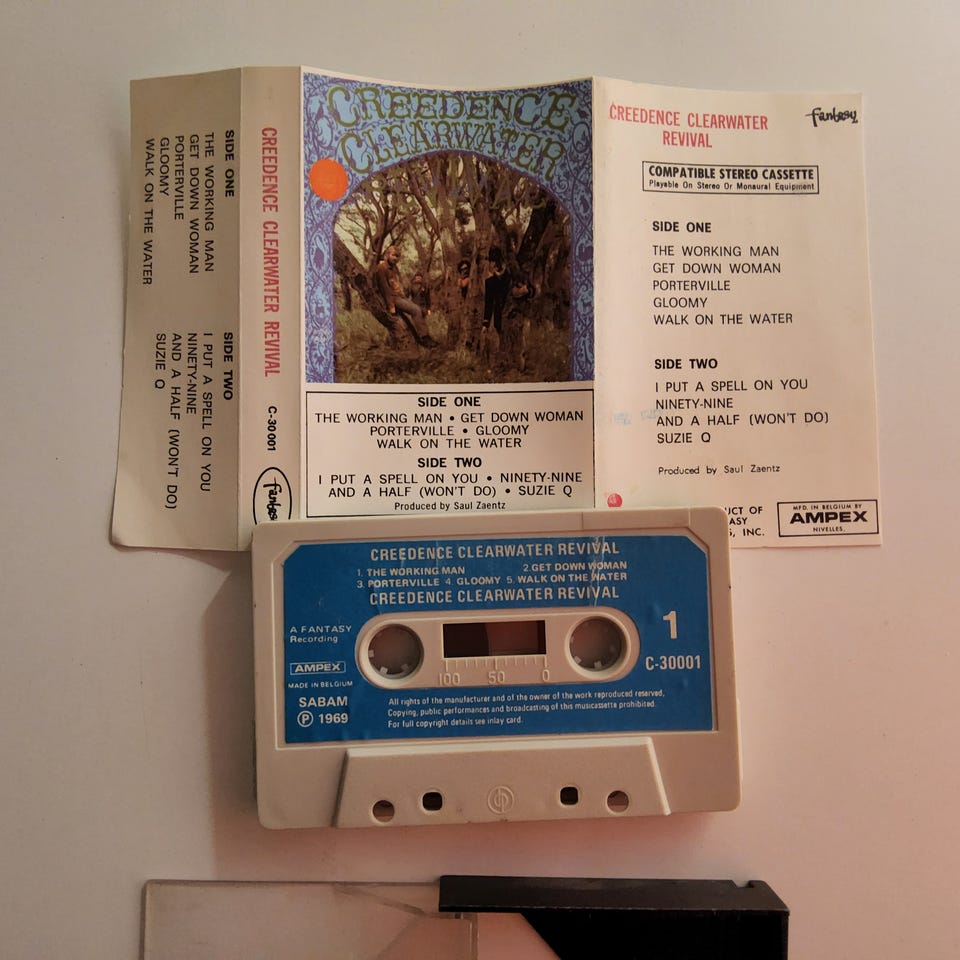 SIDE ONE
THE WORKING MAN
GET DOWN WOMAN
PORTERVILLE
GLOOMY
WALK ON THE WATER
SIDE TWO
I PUT A SPELL ON YOU
NINETY-NINE
AND A HALF (WON'T DO)
SUZIE Q
CREEDENCE CLEARWATER REVIVAL
C-30001
Fantasy
CREEDENCE
CLEARWATER
REVIVAL
SIDE ONE
THE WORKING MAN • GET DOWN WOMAN
PORTERVILLE • GLOOMY
WALK ON THE WATER
SIDE TWO
I PUT A SPELL ON YOU • NINETY-NINE
AND A HALF (WON'T DO) • SUZIE Q
Produced by Saul Zaentz
CREEDENCE CLEARWATER
REVIVAL
Fantasy
COMPATIBLE STEREO CASSETTE
Playable On Stereo Or Monaural Equipment
SIDE ONE
THE WORKING MAN
GET DOWN WOMAN
PORTERVILLE
GLOOMY
WALK ON THE WATER
SIDE TWO
I PUT A SPELL ON YOU
NINETY-NINE
AND A HALF (WON'T DO)
SUZIE Q
Produced by Saul Zaentz
OF
INC.
MFD. IN BELGIUM BY
AMPEX
NIVELLES.
CREEDENCE CLEARWATER REVIVAL
1. THE WORKING MAN 2. GET DOWN WOMAN
3. PORTERVILLE 4. GLOOMY 5. WALK ON THE WATER
CREEDENCE CLEARWATER REVIVAL
A FANTASY
Recording
1
AMPEX
C-30001
MADE IN BELGIUM
100 50 0
SABAM
Ⓟ 1969
All rights of the manufacturer and of the owner of the work reproduced reserved,
Copying, public performances and broadcasting of this musicassette prohibited.
For full copyright details see inlay card.